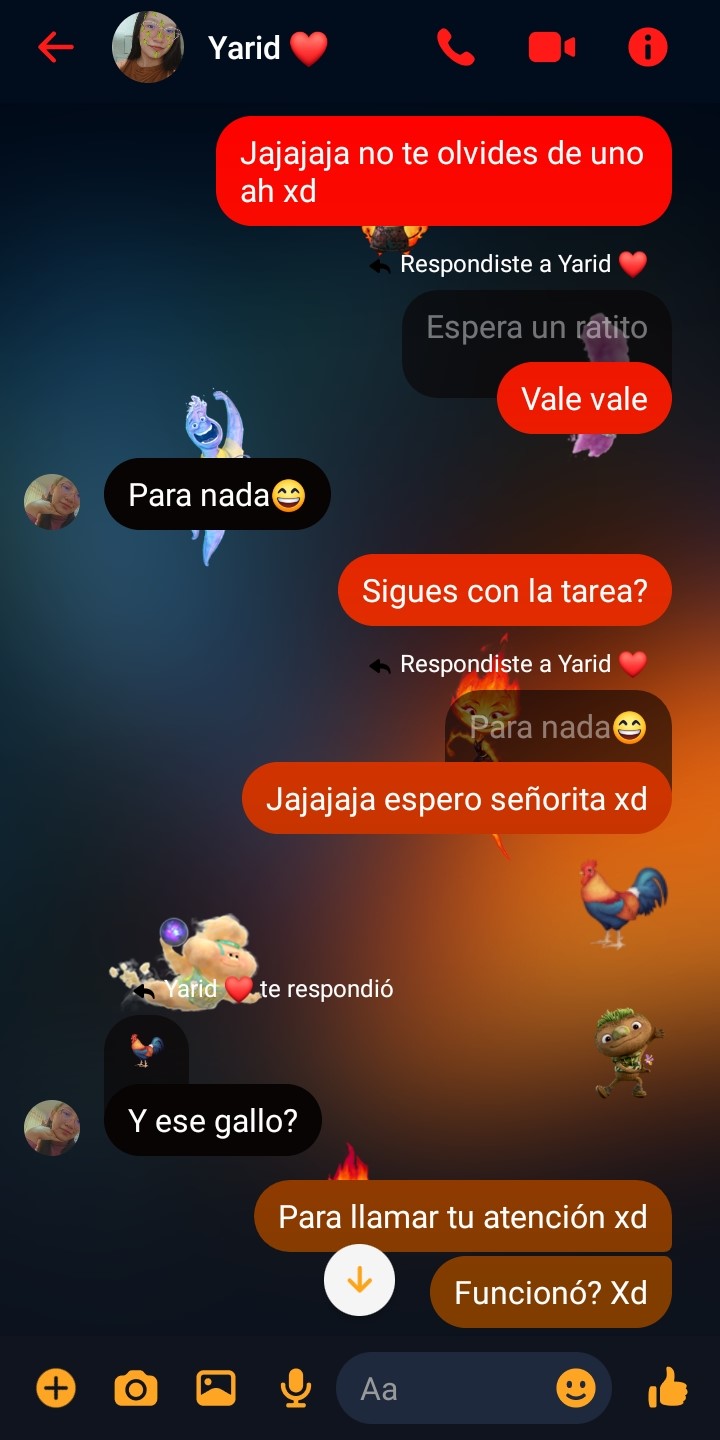 Yarid ❤️
Jajajaja no te olvides de uno
ah xd
Respondiste a Yarid ❤️
Espera un ratito
Vale vale
Para nada😄
Sigues con la tarea?
Respondiste a Yarid ❤️
Para nada😄
Jajajaja espero señorita xd
Yarid ❤️ te respondió
Y ese gallo?
Para llamar tu atención xd
Funcionó? Xd
Aa